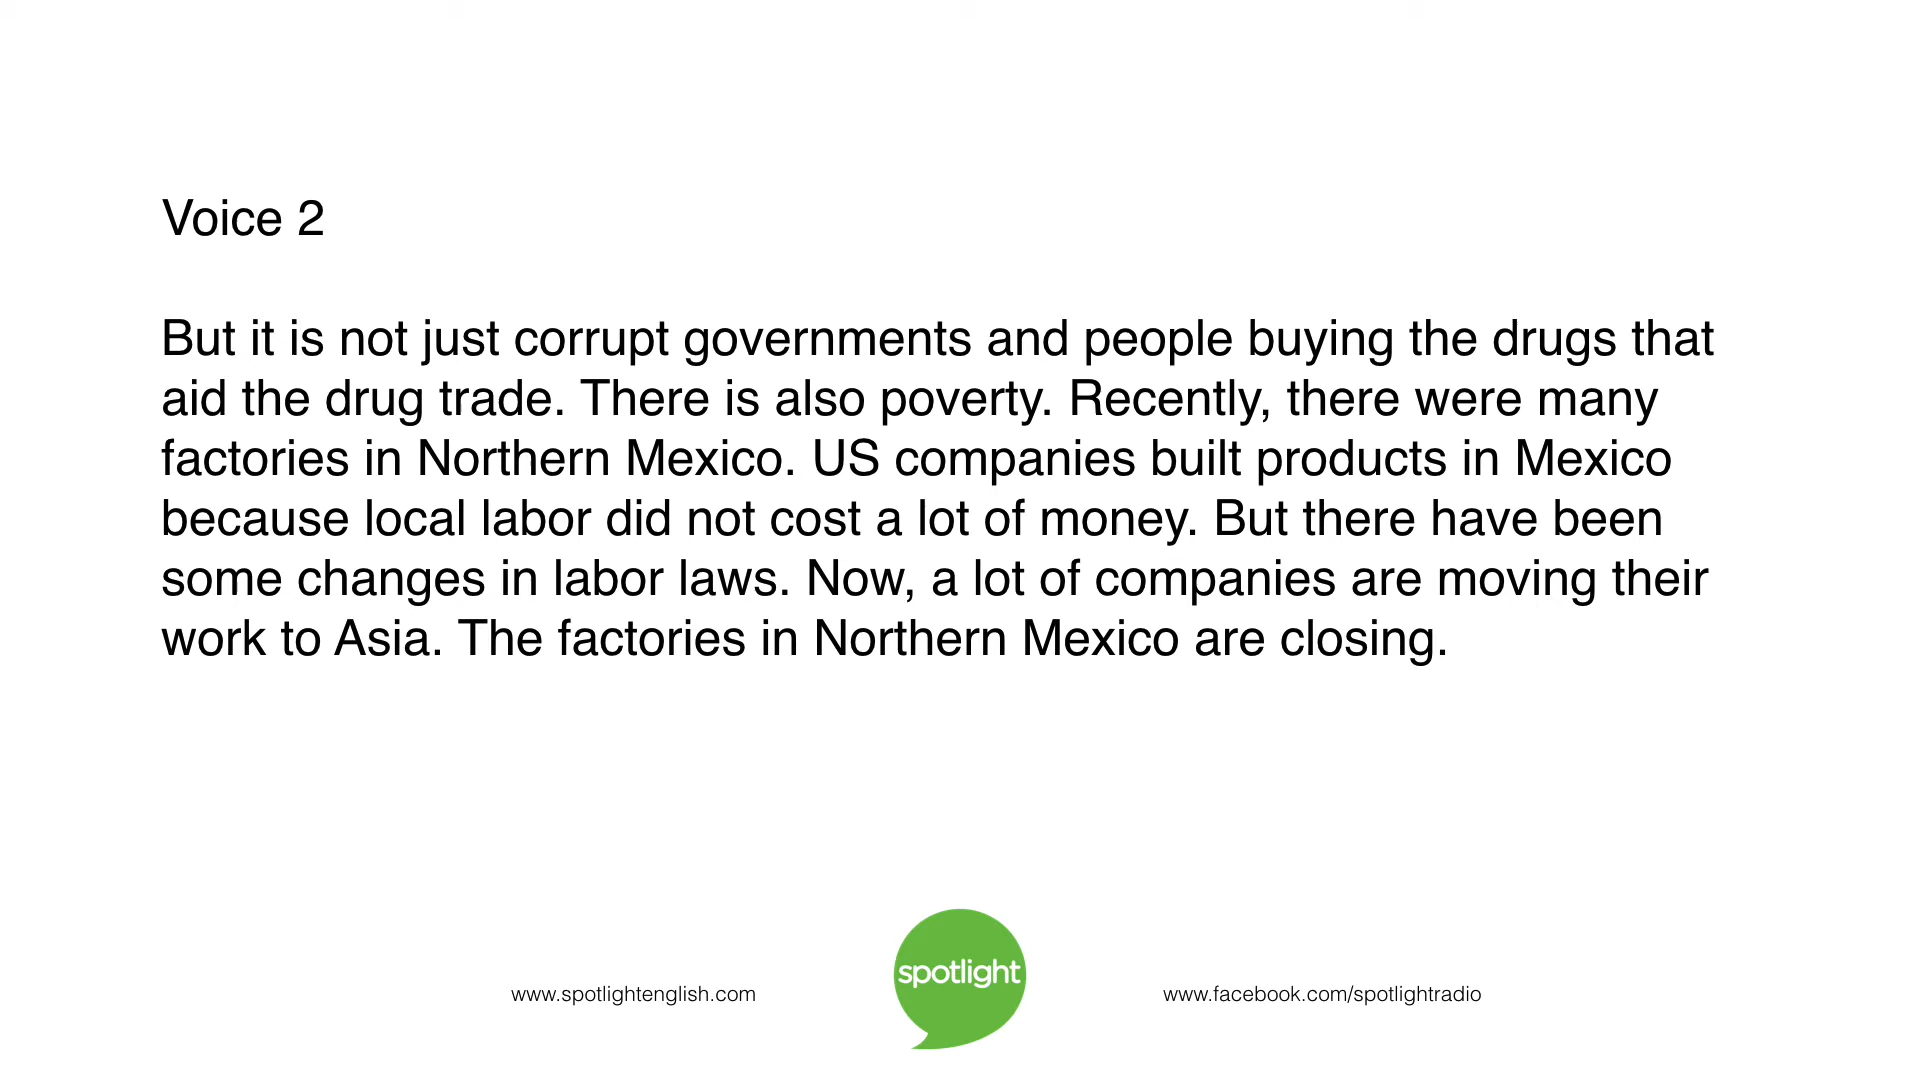 Voice 2
But it is not just corrupt governments and people buying the drugs that
aid the drug trade. There is also poverty. Recently, there were many
factories in Northern Mexico. US companies built products in Mexico
because local labor did not cost a lot of money. But there have been
some changes in labor laws. Now, a lot of companies are moving their
work to Asia. The factories in Northern Mexico are closing.
spotlight
www.spotlightenglish.com
www.facebook.com/spotlightradio